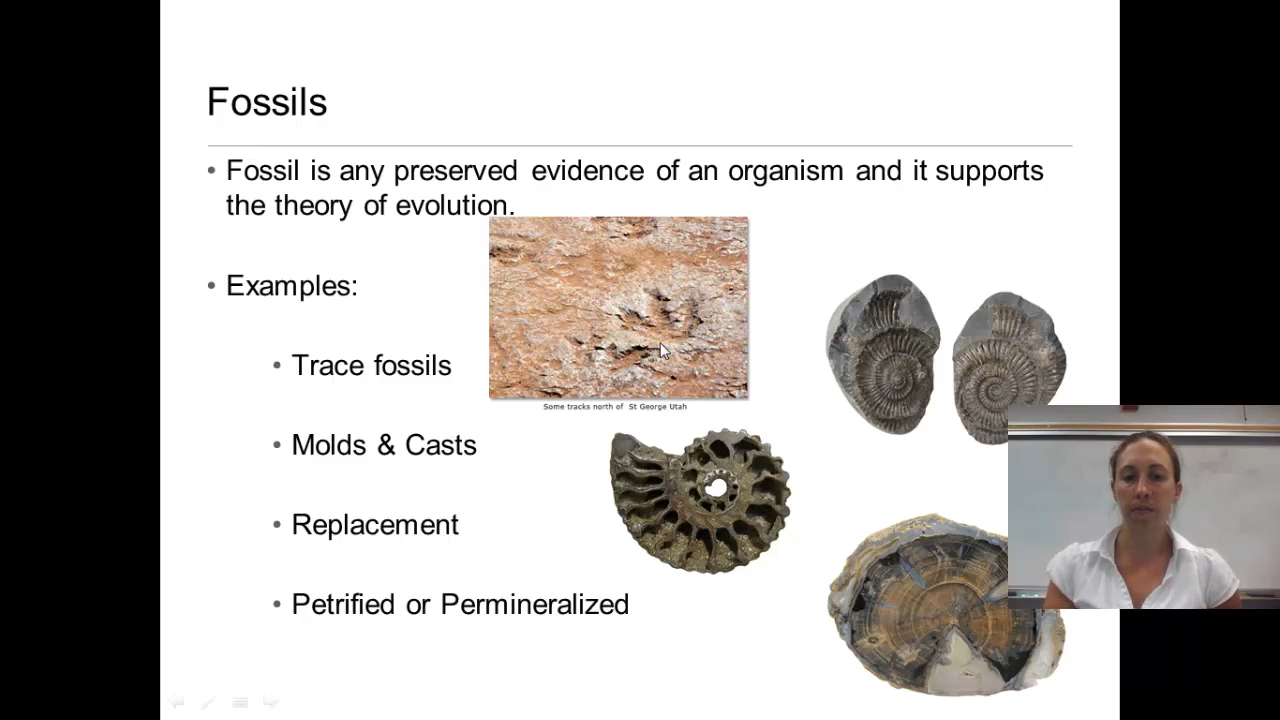 Fossils
Fossil is any preserved evidence of an organism and it supports
the theory of evolution.
Examples:
Trace fossils
Some tracks north of St George Utah
Molds & Casts
Replacement
Petrified or Permineralized